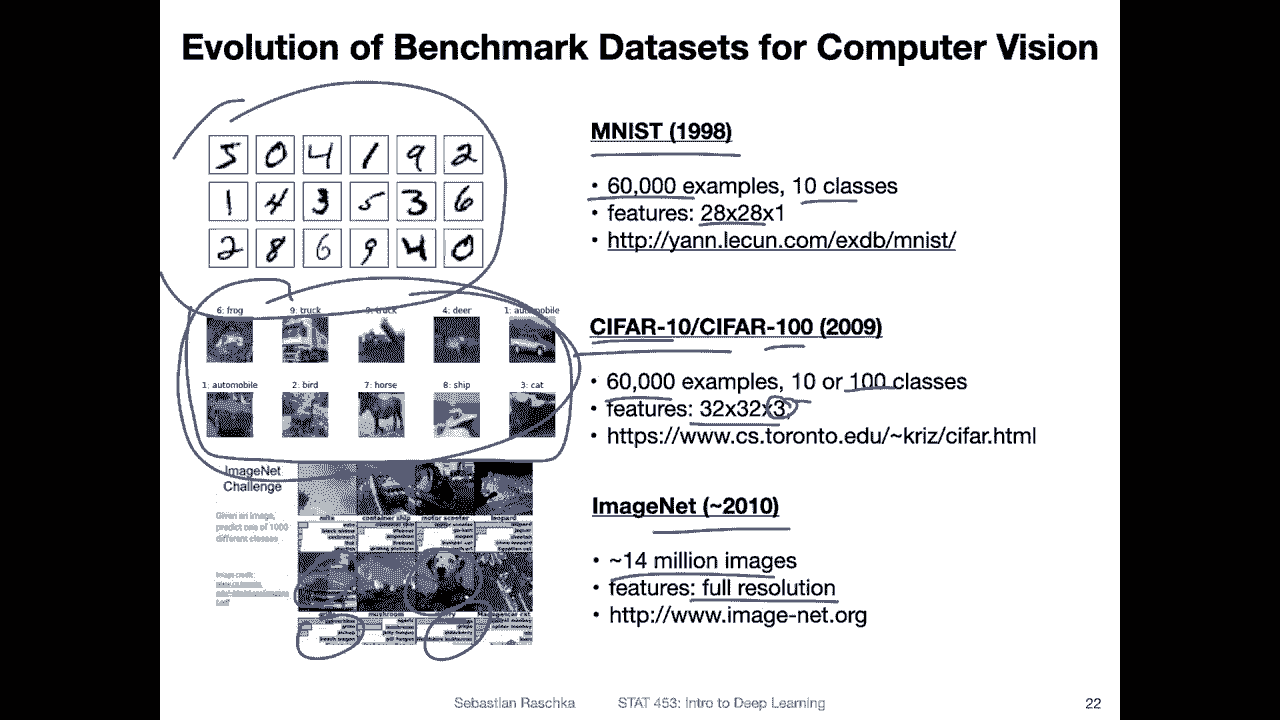 Evolution of Benchmark Datasets for Computer Vision
5 0 4 1 9 2
1 4 3 5 3 6
2 8 6 9 4 0
MNIST (1998)
• 60,000 examples, 10 classes
• features: 28x28x1
• http://yann.lecun.com/exdb/mnist/
6: frog 9: truck 9: truck 4: deer 1: automobile
1: automobile 2: bird 7: horse 8: ship 3: cat
CIFAR-10/CIFAR-100 (2009)
• 60,000 examples, 10 or 100 classes
• features: 32x32x3
• https://www.cs.toronto.edu/~kriz/cifar.html
ImageNet
Challenge
Given an image,
predict one of 1000
different classes
Image credit:
mite container ship motor scooter leopard
grille mushroom cherry Madagascar cat
ImageNet (~2010)
• ~14 million images
• features: full resolution
• http://www.image-net.org
Sebastian Raschka STAT 453: Intro to Deep Learning 22